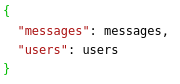 {
  "messages": messages,
  "users": users
}